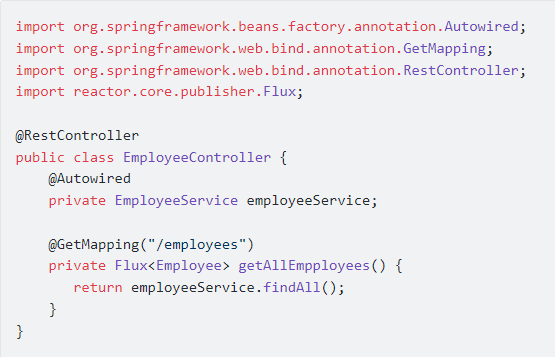 import org.springframework.beans.factory.annotation.Autowired;
import org.springframework.web.bind.annotation.GetMapping;
import org.springframework.web.bind.annotation.RestController;
import reactor.core.publisher.Flux;

@RestController
public class EmployeeController {
    @Autowired
    private EmployeeService employeeService;

    @GetMapping("/employees")
    private Flux<Employee> getAllEmpployees() {
       return employeeService.findAll();
    }
}